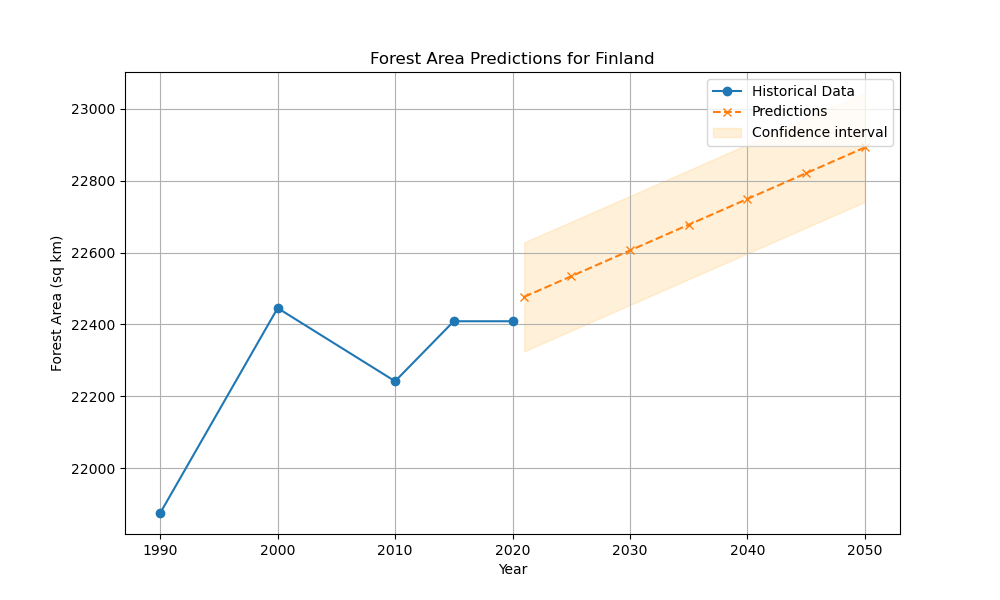 Forest Area Predictions for Finland
Historical Data
Predictions
Confidence interval
23000
22800
22600
22400
22200
22000
Forest Area (sq km)
1990 2000 2010 2020 2030 2040 2050
Year